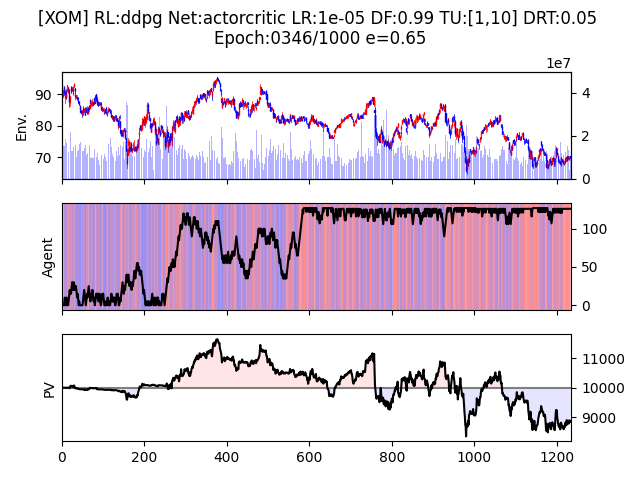 [XOM] RL:ddpg Net:actorcritic LR:1e-05 DF:0.99 TU:[1,10] DRT:0.05
Epoch:0346/1000 e=0.65
1e7
90
80
70
Env.
4
2
0
Agent
100
50
0
PV
11000
10000
9000
0 200 400 600 800 1000 1200